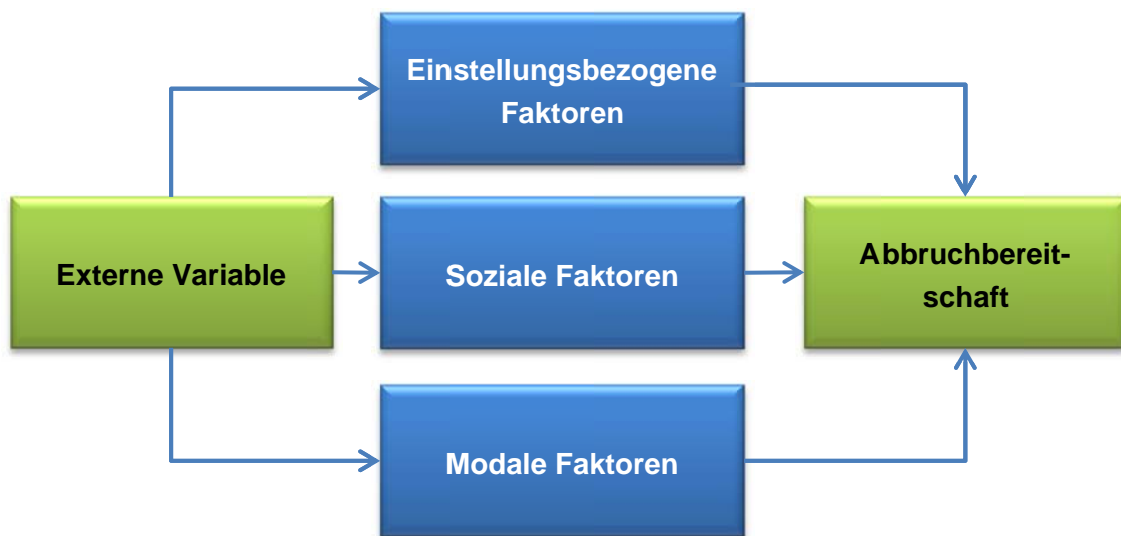 Einstellungsbezogene
Faktoren
Externe Variable
Soziale Faktoren
Abbruchbereit-
schaft
Modale Faktoren